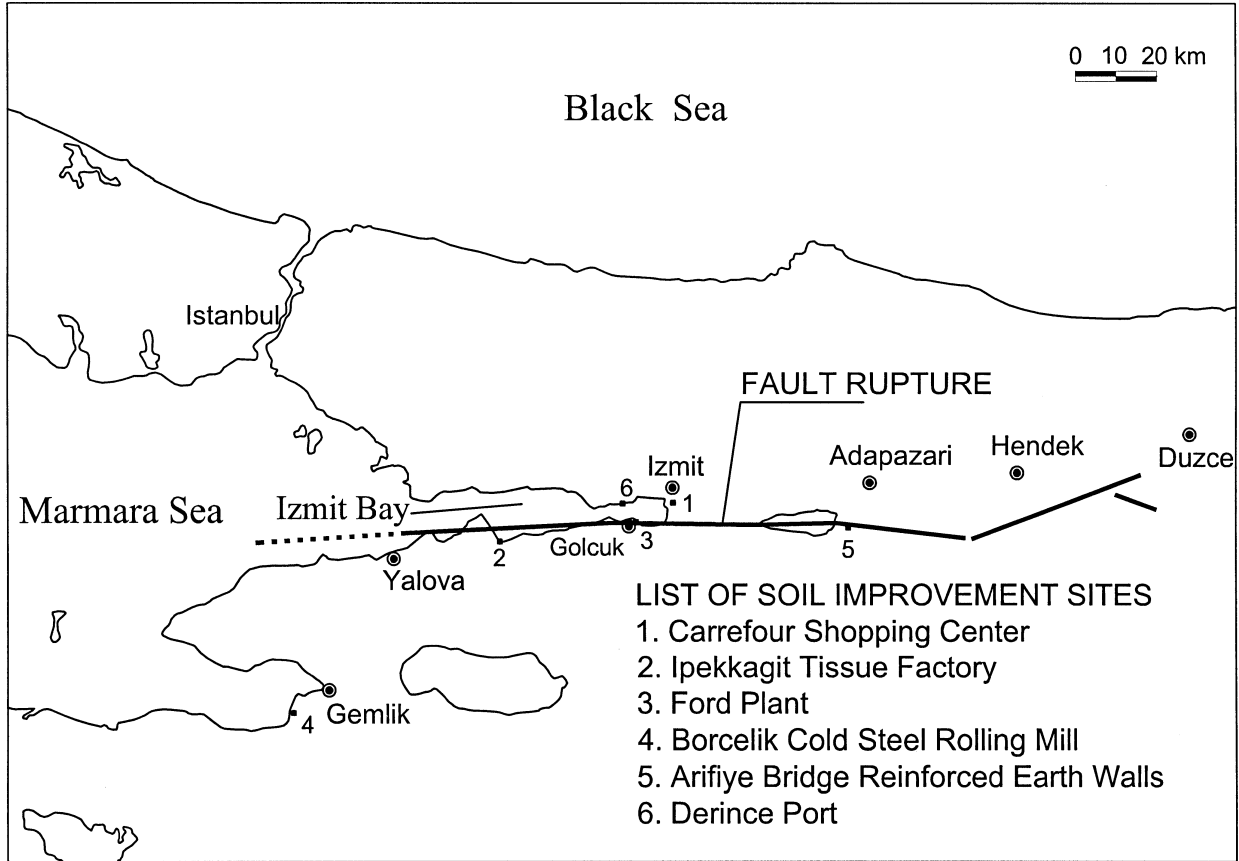 0 10 20 km
Black Sea
Istanbul
FAULT RUPTURE
Adapazari
Hendek
Duzce
Izmit
6
1
Marmara Sea
Izmit Bay
Golcuk
3
2
5
Yalova
Gemlik
4
LIST OF SOIL IMPROVEMENT SITES
1. Carrefour Shopping Center
2. Ipekkagit Tissue Factory
3. Ford Plant
4. Borcelik Cold Steel Rolling Mill
5. Arifiye Bridge Reinforced Earth Walls
6. Derince Port